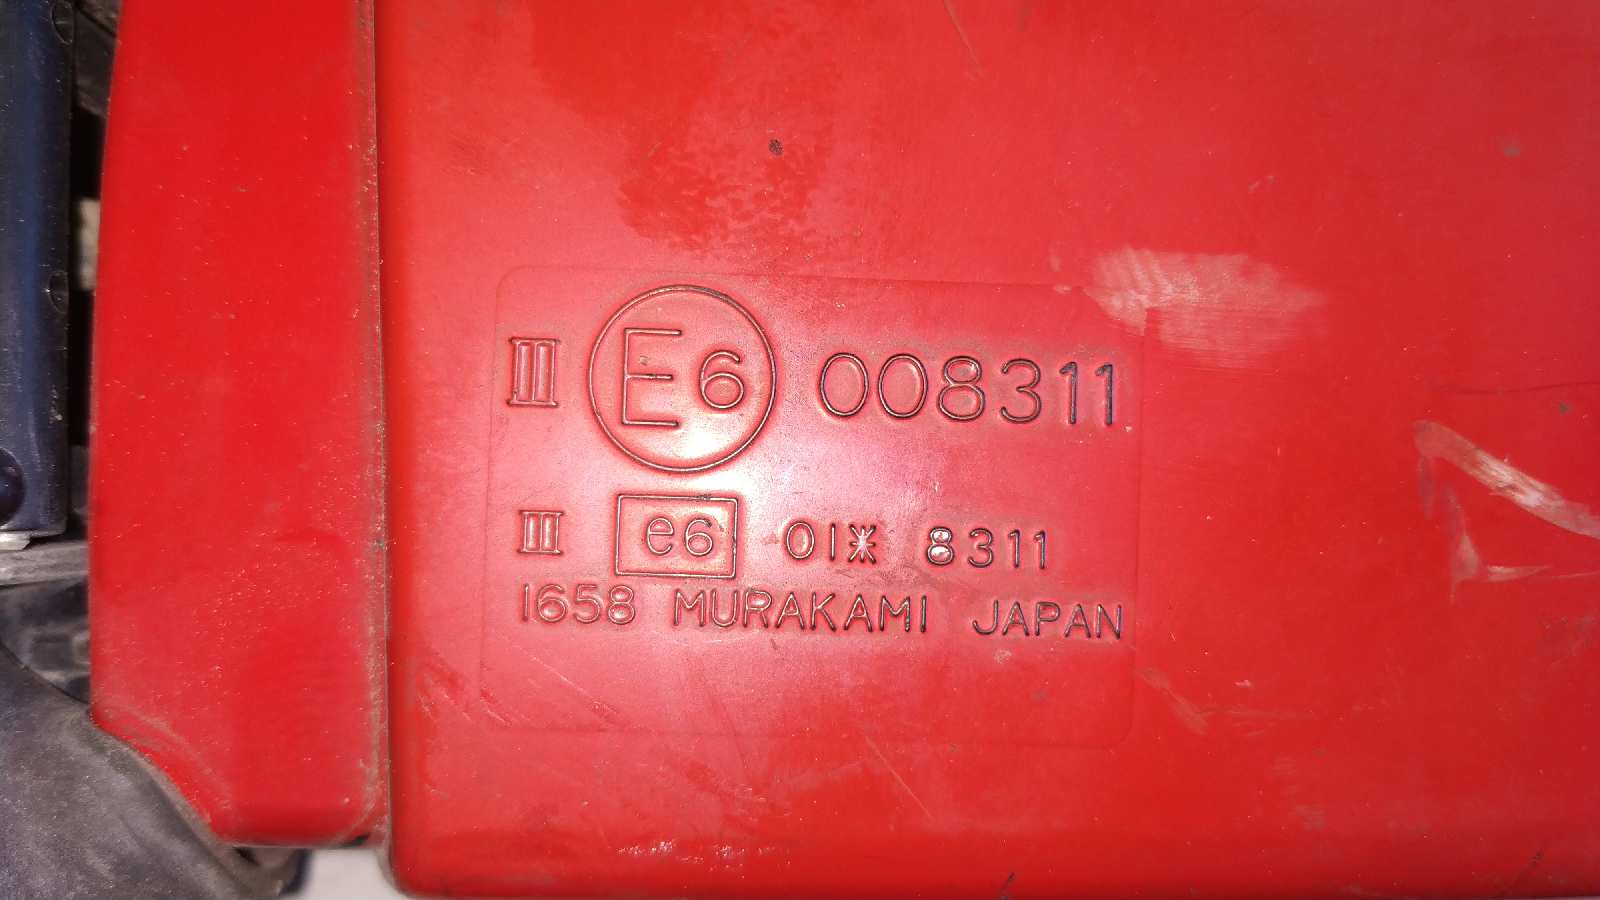 III E6 008311
III e6 01※ 8311
1658 MURAKAMI JAPAN